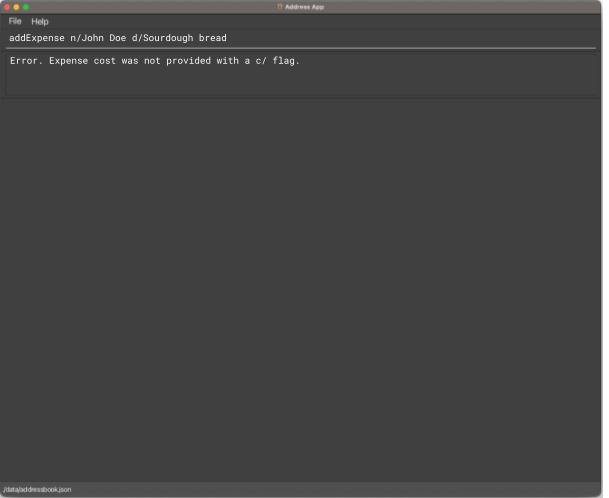 Address App
File Help
addExpense n/John Doe d/Sourdough bread
Error. Expense cost was not provided with a c/ flag.
./data/addressbook.json